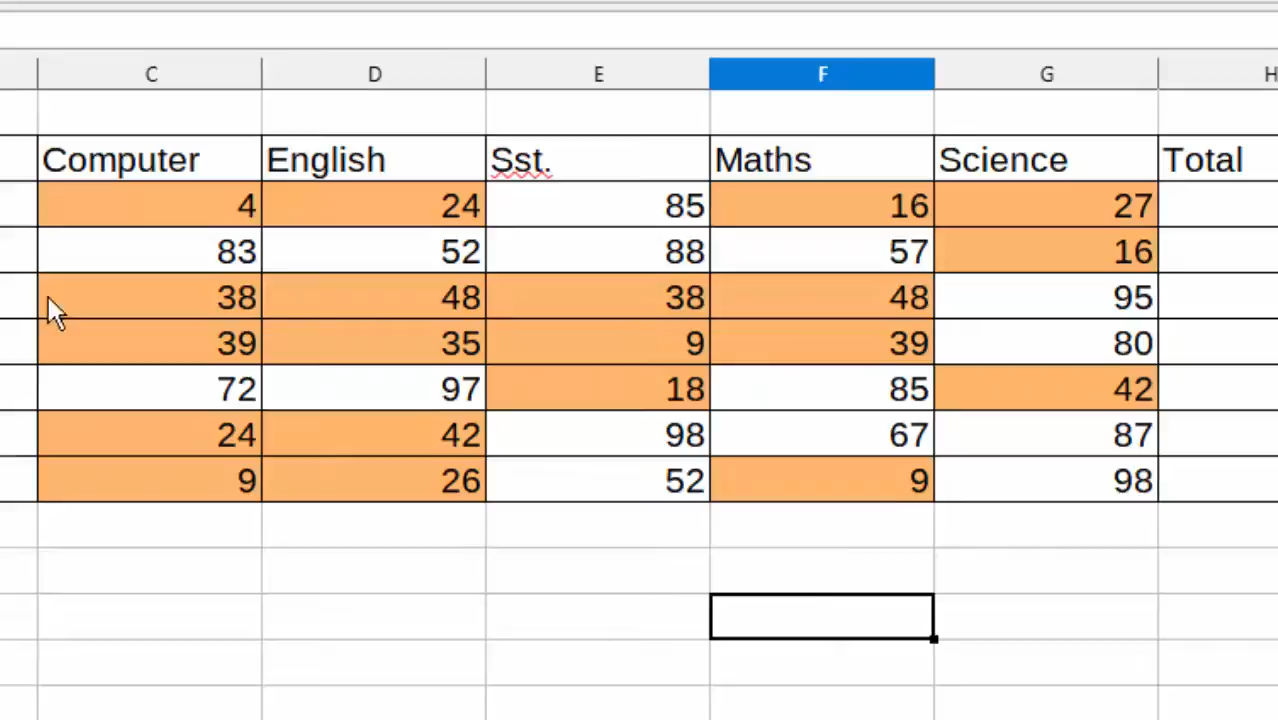 C D E F G H
Computer English Sst. Maths Science Total
4 24 85 16 27
83 52 88 57 16
38 48 38 48 95
39 35 9 39 80
72 97 18 85 42
24 42 98 67 87
9 26 52 9 98